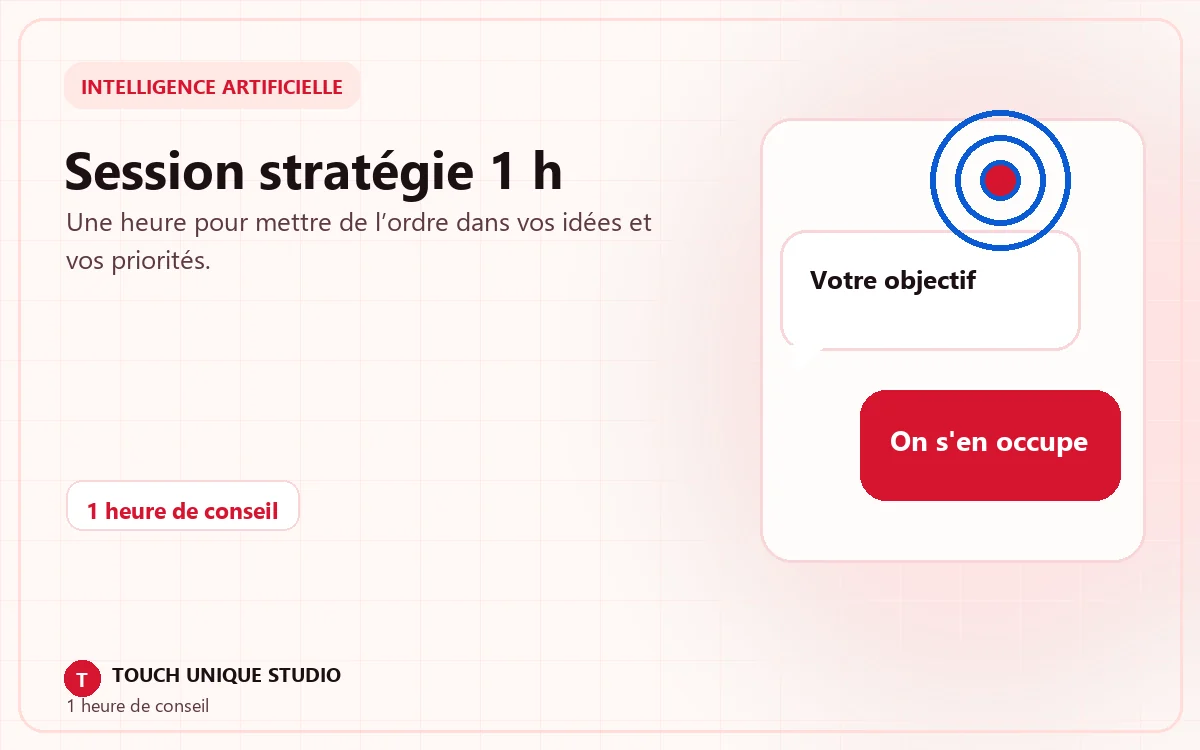 INTELLIGENCE ARTIFICIELLE
Session stratégie 1 h
Une heure pour mettre de l’ordre dans vos idées et
vos priorités.
Votre objectif
On s'en occupe
1 heure de conseil
T TOUCH UNIQUE STUDIO
1 heure de conseil